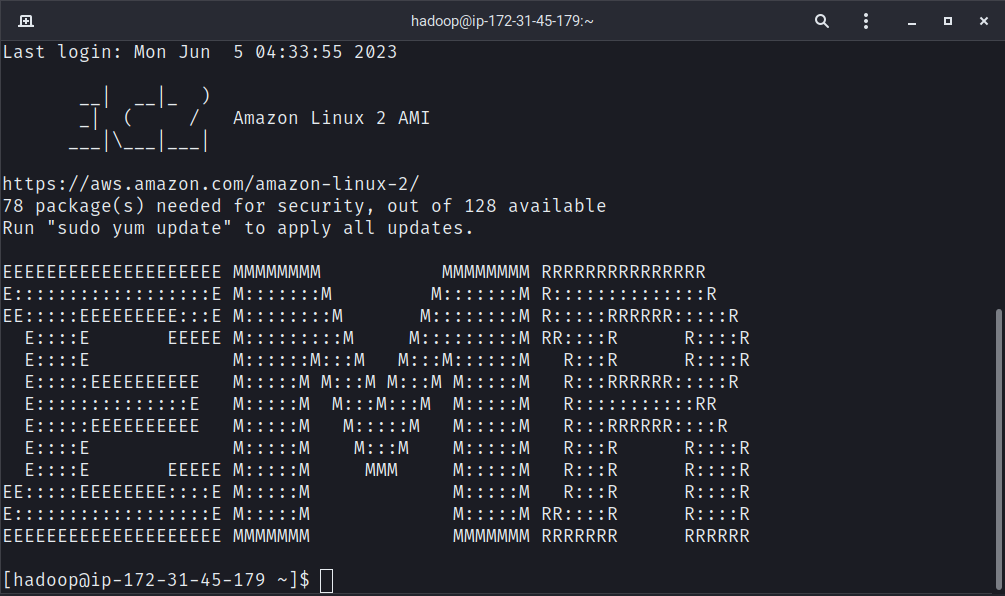 hadoop@ip-172-31-45-179:~
Last login: Mon Jun  5 04:33:55 2023

       __|  __|_  )
       _|  (     /   Amazon Linux 2 AMI
      ___|\___|___|

https://aws.amazon.com/amazon-linux-2/
78 package(s) needed for security, out of 128 available
Run "sudo yum update" to apply all updates.

EEEEEEEEEEEEEEEEEEEE MMMMMMMM           MMMMMMMM RRRRRRRRRRRRRRR
E::::::::::::::::::E M:::::::M         M:::::::M R::::::::::::::R
EE:::::EEEEEEEEE:::E M::::::::M       M::::::::M R:::::RRRRRR:::::R
  E::::E       EEEEE M:::::::::M     M:::::::::M RR::::R      R::::R
  E::::E             M::::::M:::M   M:::M::::::M   R:::R      R::::R
  E:::::EEEEEEEEEE   M:::::M M:::M M:::M M:::::M   R:::RRRRRR:::::R
  E::::::::::::::E   M:::::M  M:::M:::M  M:::::M   R:::::::::::RR
  E:::::EEEEEEEEEE   M:::::M   M:::::M   M:::::M   R:::RRRRRR::::R
  E::::E             M:::::M    M:::M    M:::::M   R:::R      R::::R
  E::::E       EEEEE M:::::M     MMM     M:::::M   R:::R      R::::R
EE:::::EEEEEEEE::::E M:::::M             M:::::M   R:::R      R::::R
E::::::::::::::::::E M:::::M             M:::::M RR::::R      R::::R
EEEEEEEEEEEEEEEEEEEE MMMMMMM             MMMMMMM RRRRRRR      RRRRRR

[hadoop@ip-172-31-45-179 ~]$